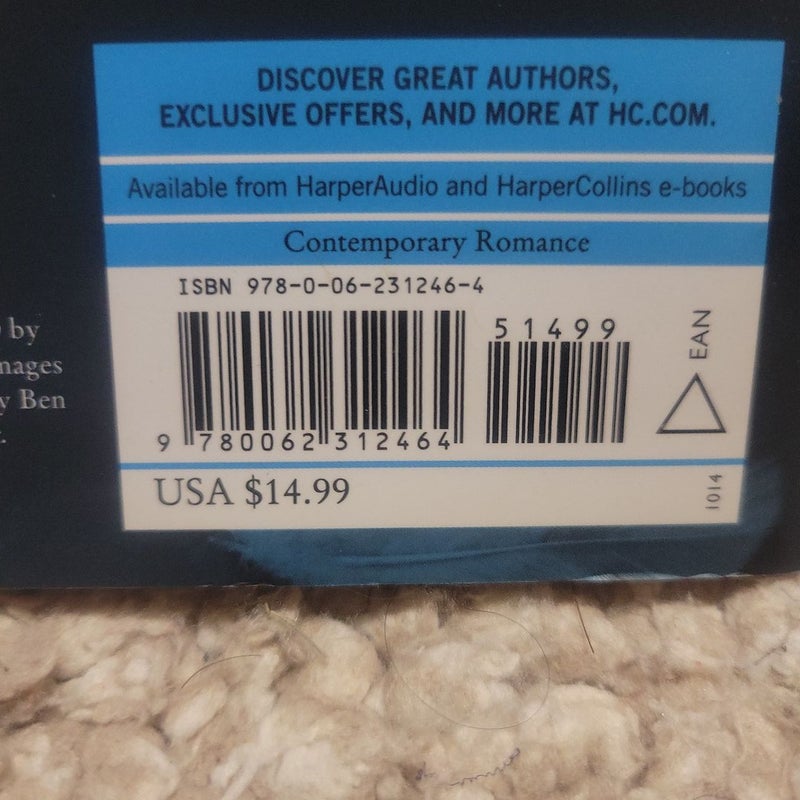 DISCOVER GREAT AUTHORS,
EXCLUSIVE OFFERS, AND MORE AT HC.COM.
Available from HarperAudio and HarperCollins e-books
Contemporary Romance
ISBN 978-0-06-231246-4
51499
EAN
9 780062 312464
USA $14.99
1014
by
y Ben